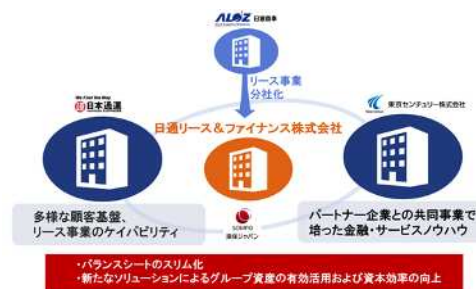 ALOZ 日通商事
リース事業
分社化
We Find the Way
日本通運
東京センチュリー株式会社
日通リース＆ファイナンス株式会社
多様な顧客基盤、
リース事業のケイパビリティ
SOMPO
損保ジャパン
パートナー企業との共同事業で
培った金融・サービスノウハウ
・バランスシートのスリム化
・新たなソリューションによるグループ資産の有効活用および資本効率の向上